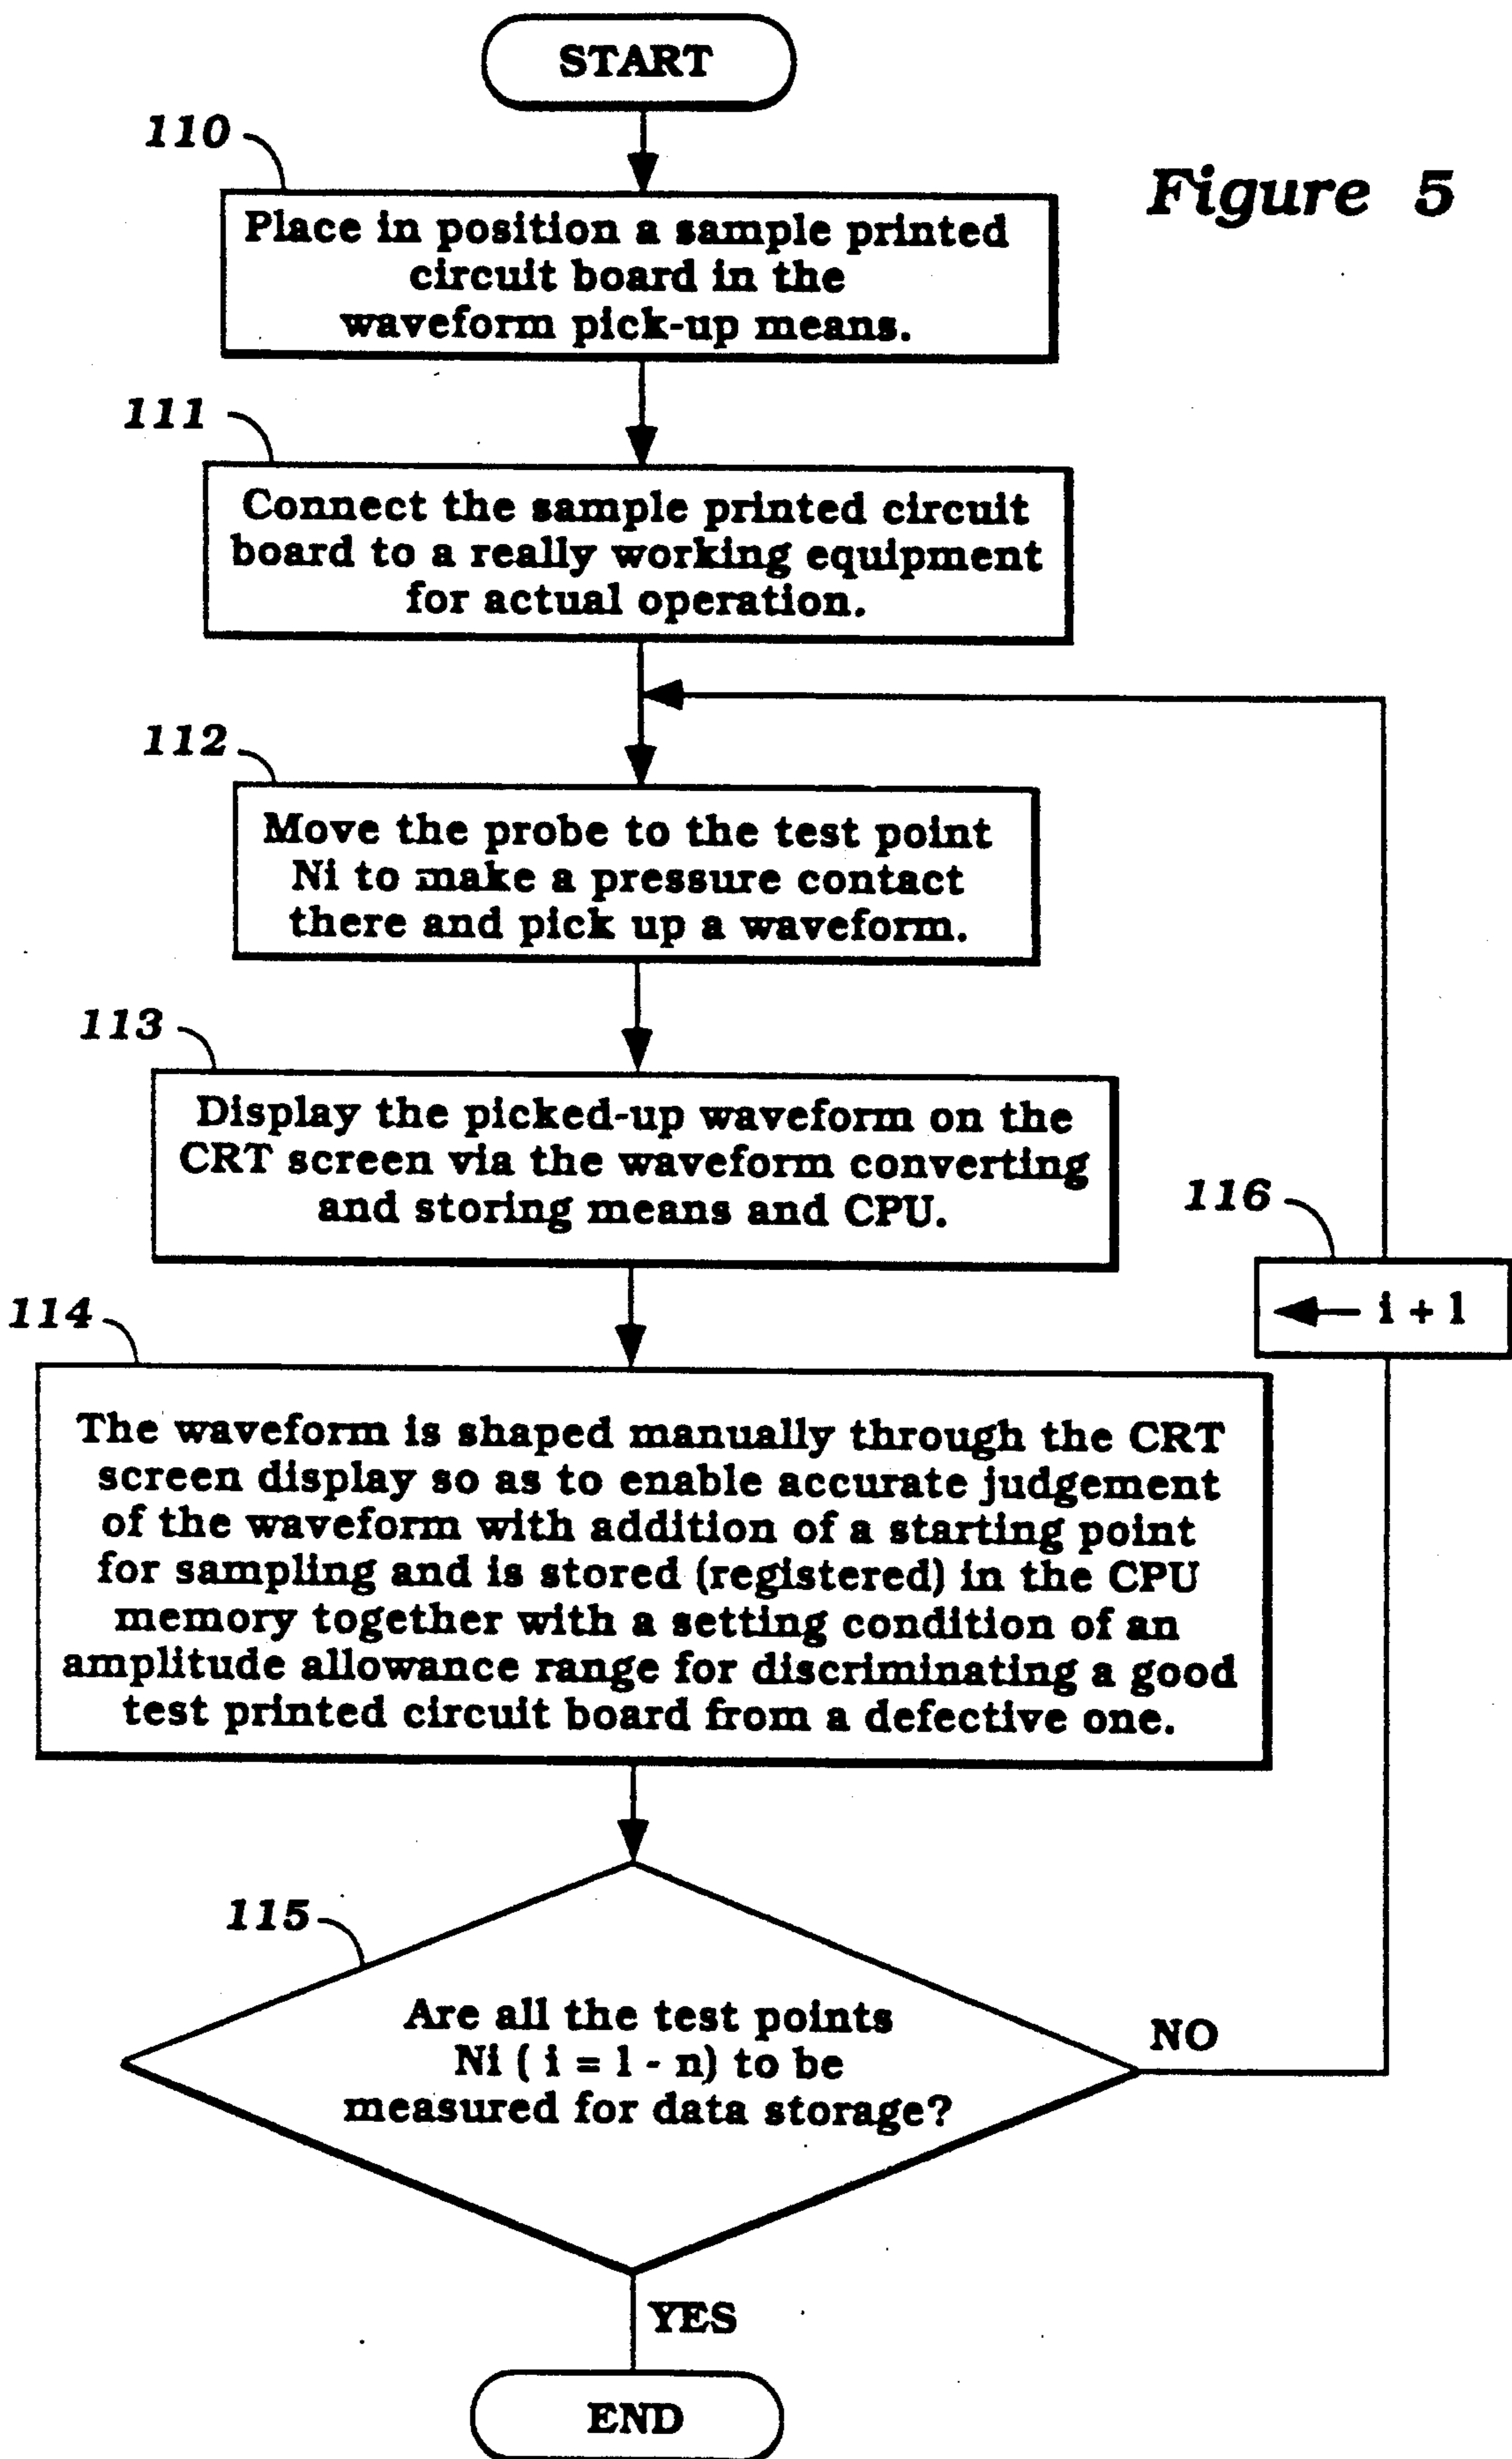 START
110
Figure 5
Place in position a sample printed
circuit board in the
waveform pick-up means.
111
Connect the sample printed circuit
board to a really working equipment
for actual operation.
112
Move the probe to the test point
Ni to make a pressure contact
there and pick up a waveform.
113
Display the picked-up waveform on the
CRT screen via the waveform converting
and storing means and CPU.
116
← i + 1
114
The waveform is shaped manually through the CRT
screen display so as to enable accurate judgement
of the waveform with addition of a starting point
for sampling and is stored (registered) in the CPU
memory together with a setting condition of an
amplitude allowance range for discriminating a good
test printed circuit board from a defective one.
115
Are all the test points
Ni ( i = 1 - n) to be
measured for data storage?
NO
YES
END